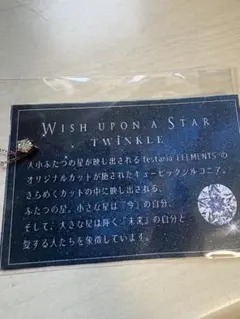 WISH UPON A STAR
TWINKLE
大小ふたつの星が映し出されるfestaria ELEMENTSの
オリジナルカットが施されたキュービックジルコニア。
きらめくカットの中に映し出される、
ふたつの星。小さな星は『今』の自分、
そして、大きな星は輝く『未来』の自分と
愛する人たちを象徴しています。